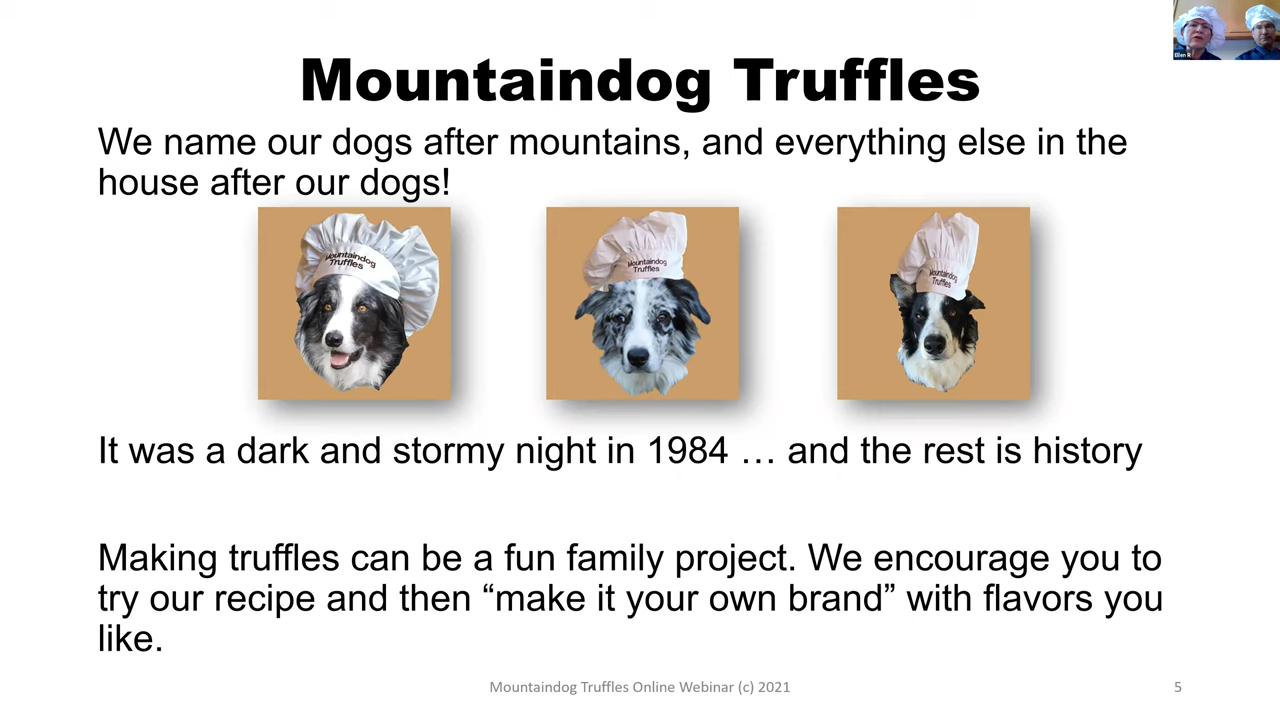 Ellen R
Mountaindog Truffles
We name our dogs after mountains, and everything else in the
house after our dogs!
Mountaindog
Truffles
Mountaindog
Truffles
Mountaindog
Truffles
It was a dark and stormy night in 1984 … and the rest is history
Making truffles can be a fun family project. We encourage you to
try our recipe and then “make it your own brand” with flavors you
like.
Mountaindog Truffles Online Webinar (c) 2021
5